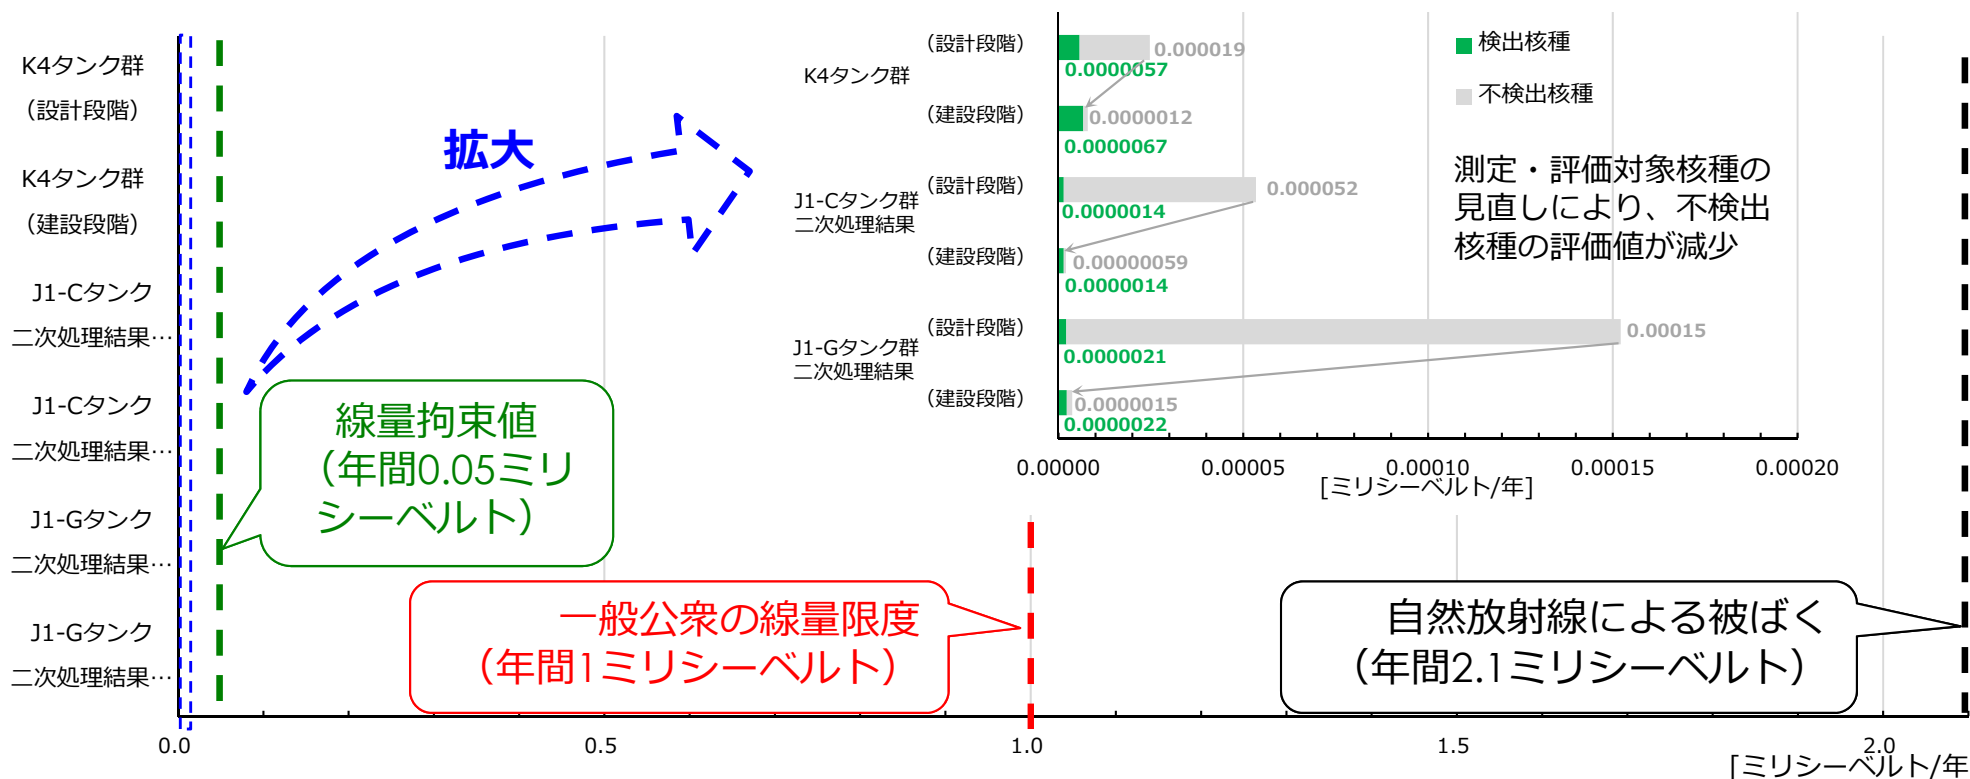 K4タンク群
（設計段階）
K4タンク群
（建設段階）
J1-Cタンク
二次処理結果…
J1-Cタンク
二次処理結果…
J1-Gタンク
二次処理結果…
J1-Gタンク
二次処理結果…
拡大
線量拘束値
（年間0.05ミリ
シーベルト）
一般公衆の線量限度
（年間1ミリシーベルト）
自然放射線による被ばく
（年間2.1ミリシーベルト）
0.0
0.5
1.0
1.5
2.0
[ミリシーベルト/年
K4タンク群
（設計段階）
0.000019
0.0000057
（建設段階）
0.0000012
0.0000067
J1-Cタンク群
二次処理結果
（設計段階）
0.000052
0.0000014
（建設段階）
0.00000059
0.0000014
J1-Gタンク群
二次処理結果
（設計段階）
0.00015
0.0000021
（建設段階）
0.0000015
0.0000022
0.00000
0.00005
0.00010
0.00015
0.00020
[ミリシーベルト/年]
検出核種
不検出核種
測定・評価対象核種の
見直しにより、不検出
核種の評価値が減少